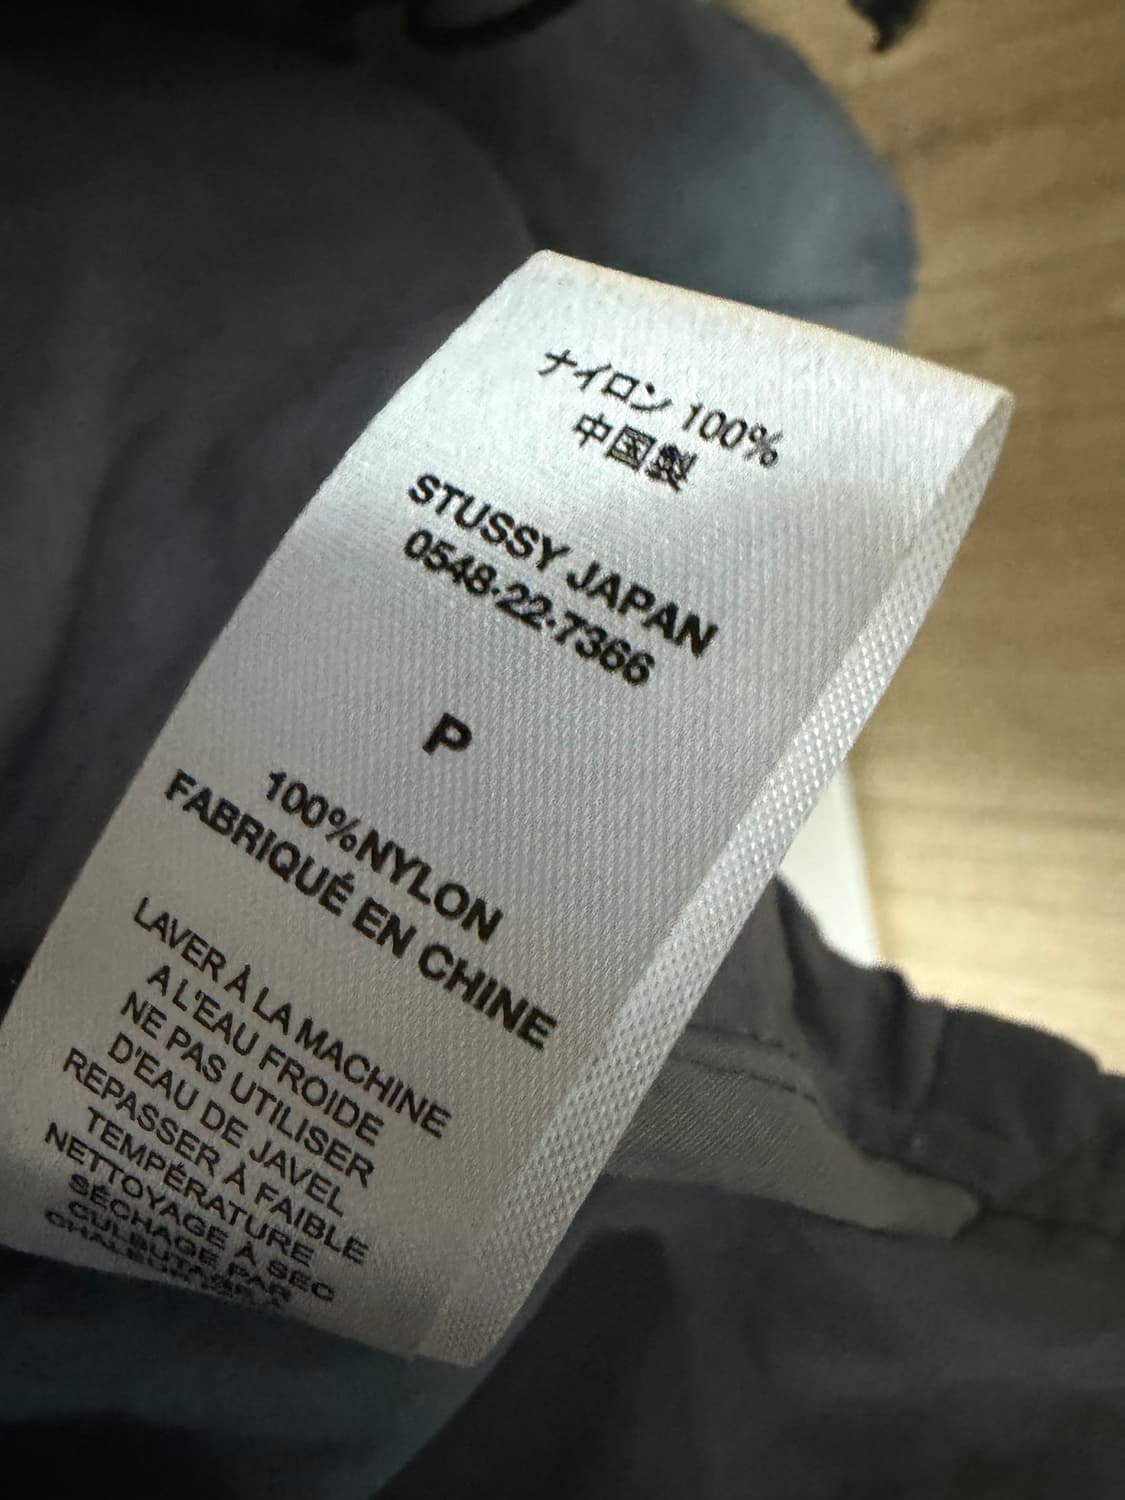 ナイロン 100%
中国製
STUSSY JAPAN
0548-22-7366
P
100%NYLON
FABRIQUÉ EN CHINE
LAVER À LA MACHINE
A L'EAU FROIDE
NE PAS UTILISER
D'EAU DE JAVEL
REPASSER À FAIBLE
TEMPÉRATURE
NETTOYAGE À SEC
SÉCHAGE PAR
CULBUTAGE À